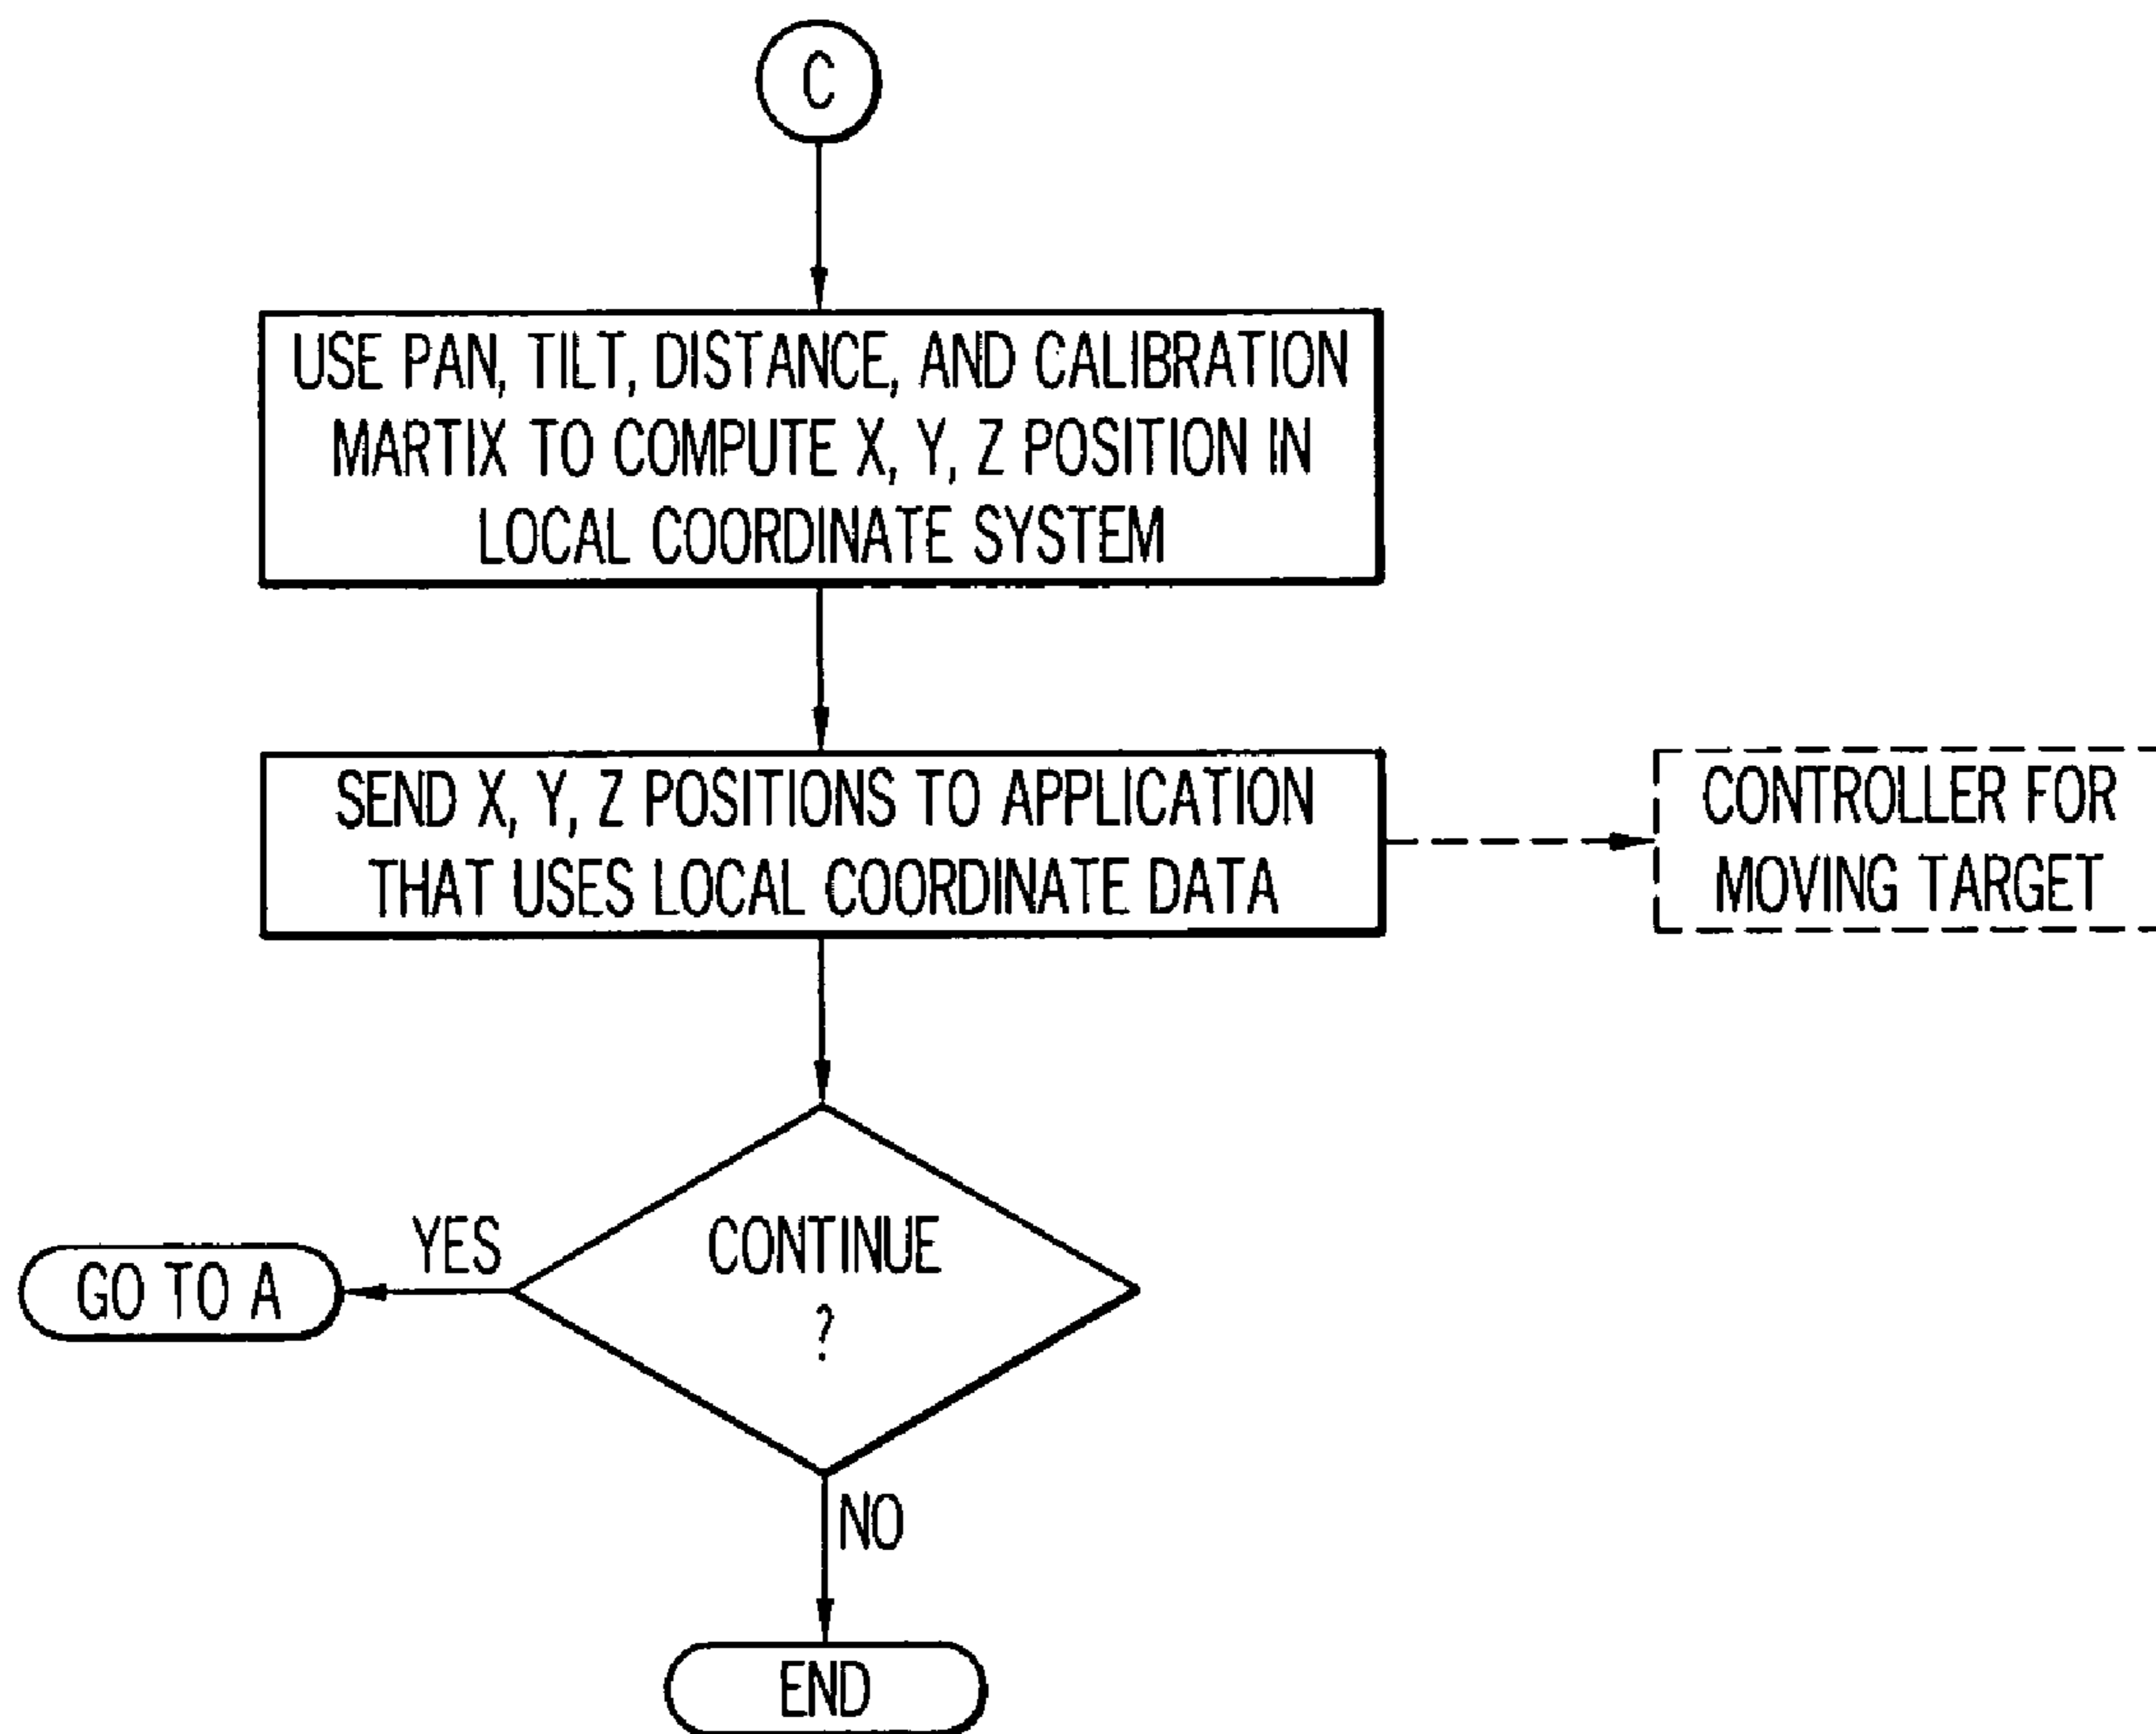 C
USE PAN, TILT, DISTANCE, AND CALIBRATION
MARTIX TO COMPUTE X, Y, Z POSITION IN
LOCAL COORDINATE SYSTEM
SEND X, Y, Z POSITIONS TO APPLICATION
THAT USES LOCAL COORDINATE DATA
CONTROLLER FOR
MOVING TARGET
CONTINUE
?
YES
GO TO A
NO
END